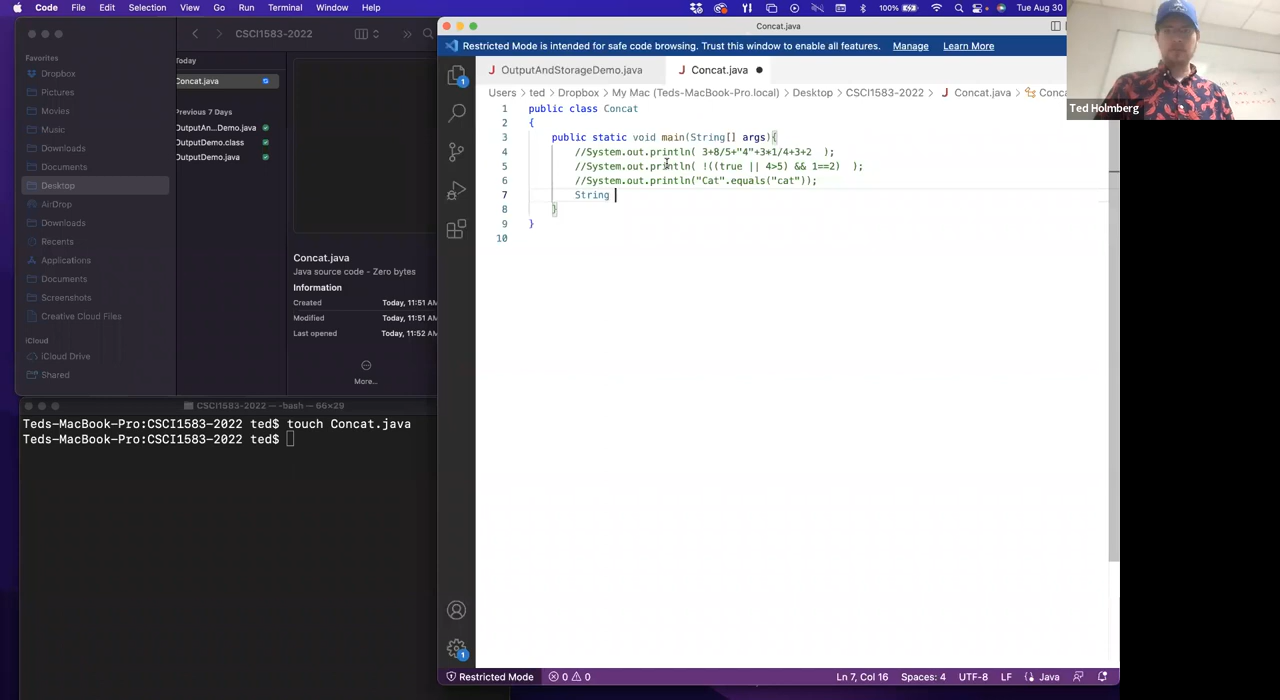 Code File Edit Selection View Go Run Terminal Window Help 100% Tue Aug 30
CSCI1583-2022
Favorites
Dropbox
Pictures
Movies
Music
Downloads
Documents
Desktop
AirDrop
Downloads
Recents
Applications
Documents
Screenshots
Creative Cloud Files
iCloud
iCloud Drive
Shared
Today
Concat.java
Previous 7 Days
OutputAn...Demo.java
OutputDemo.class
OutputDemo.java
Concat.java
Java source code - Zero bytes
Information
Created Today, 11:51 AM
Modified Today, 11:51 AM
Last opened Today, 11:52 AM
More...
CSCI1583-2022 — -bash — 66×29
Teds-MacBook-Pro:CSCI1583-2022 ted$ touch Concat.java
Teds-MacBook-Pro:CSCI1583-2022 ted$
Concat.java
Restricted Mode is intended for safe code browsing. Trust this window to enable all features. Manage Learn More
1
J OutputAndStorageDemo.java J Concat.java
Users > ted > Dropbox > My Mac (Teds-MacBook-Pro.local) > Desktop > CSCI1583-2022 > J Concat.java > Conca
1 public class Concat
2 {
3 public static void main(String[] args){
4 //System.out.println( 3+8/5+"4"+3+1/4+3+2 );
5 //System.out.println( !((true || 4>5) && 1==2) );
6 //System.out.println("Cat".equals("cat"));
7 String
8 }
9 }
10
1
Restricted Mode 0 0 Ln 7, Col 16 Spaces: 4 UTF-8 LF {} Java
Ted Holmberg